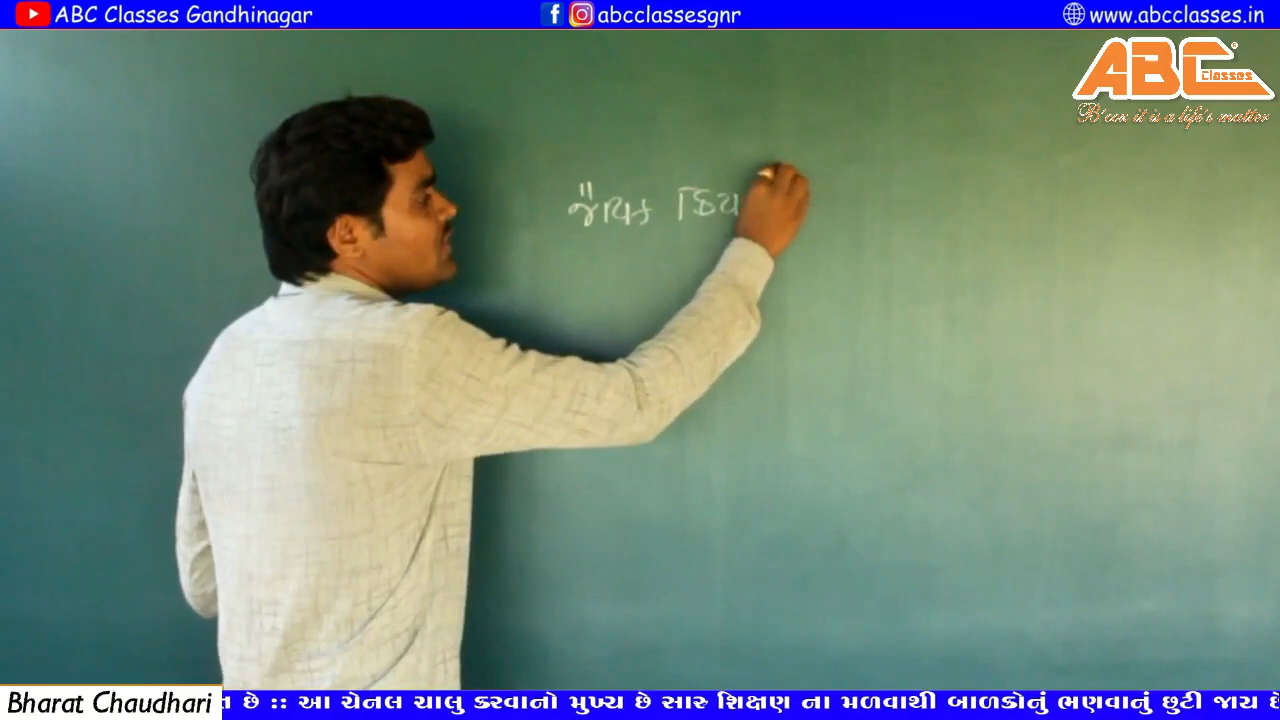 ABC Classes Gandhinagar
abcclassesgnr
www.abcclasses.in
ABC
Classes
B'coz it is a life's matter
"જૈવિક ક્રિય
Bharat Chaudhari
ત છે :: આ ચેનલ ચાલુ કરવાનો મુખ્ય છે સારુ શિક્ષણ ના મળવાથી બાળકોનું ભણવાનું છુટી જાય છે